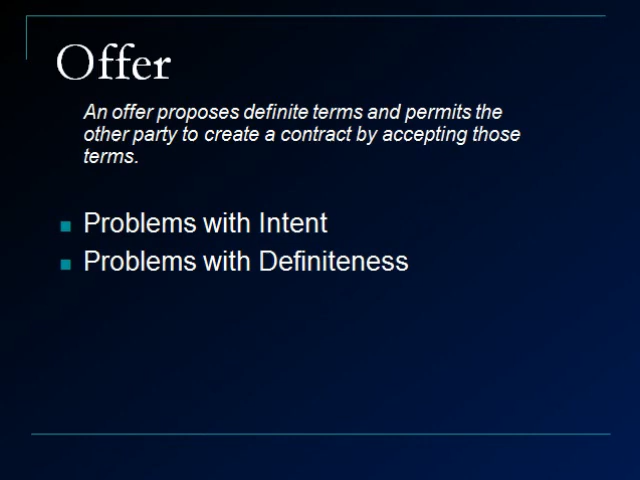 Offer
An offer proposes definite terms and permits the
other party to create a contract by accepting those
terms.
Problems with Intent
Problems with Definiteness